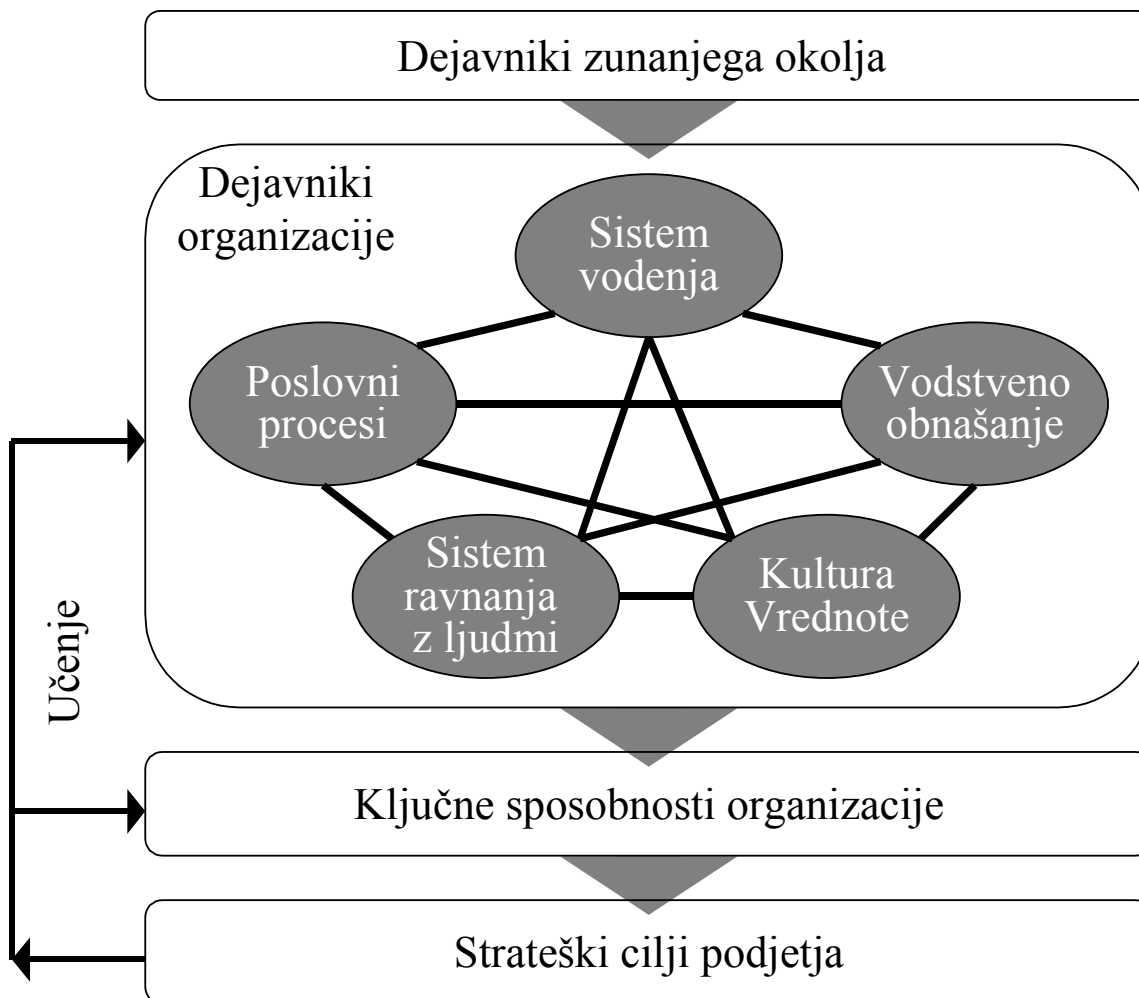 Dejavniki zunanjega okolja
Dejavniki
organizacije
Sistem
vodenja
Poslovni
procesi
Vodstveno
obnašanje
Sistem
ravnanja
z ljudmi
Kultura
Vrednote
Učenje
Ključne sposobnosti organizacije
Strateški cilji podjetja